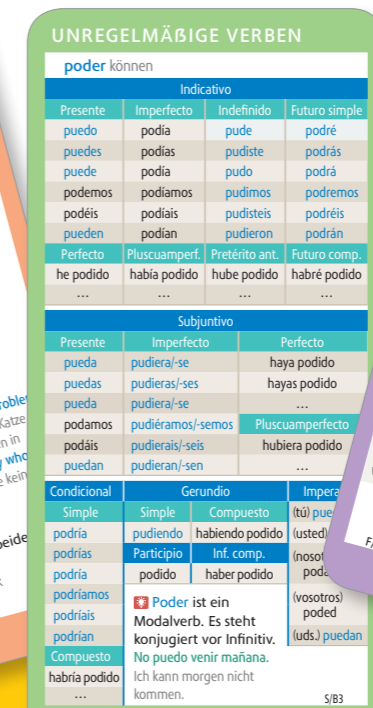 UNREGELMÄßIGE VERBEN
poder können
Indicativo
Presente Imperfecto Indefinido Futuro simple
puedo podía pude podré
puedes podías pudiste podrás
puede podía pudo podrá
podemos podíamos pudimos podremos
podéis podíais pudisteis podréis
pueden podían pudieron podrán
Perfecto Pluscuamperf. Pretérito ant. Futuro comp.
he podido había podido hube podido habré podido
… … … …
Subjuntivo
Presente Imperfecto Perfecto
pueda pudiera/-se haya podido
puedas pudieras/-ses hayas podido
pueda pudiera/-se …
podamos pudiéramos/-semos Pluscuamperfecto
podáis pudierais/-seis hubiera podido
puedan pudieran/-sen …
Condicional Gerundio
Simple Simple Compuesto (tú)
podría pudiendo habiendo podido (usted)
podrías Participio Inf. comp.
podría podido haber podido
podríamos
podríais
podrían
Compuesto
habría podido
…
Poder ist ein
Modalverb. Es steht
konjugiert vor Infinitiv.
No puedo venir mañana.
Ich kann morgen nicht
kommen.
(vosotros)
poded
(uds.) puedan
S/B3
Katze